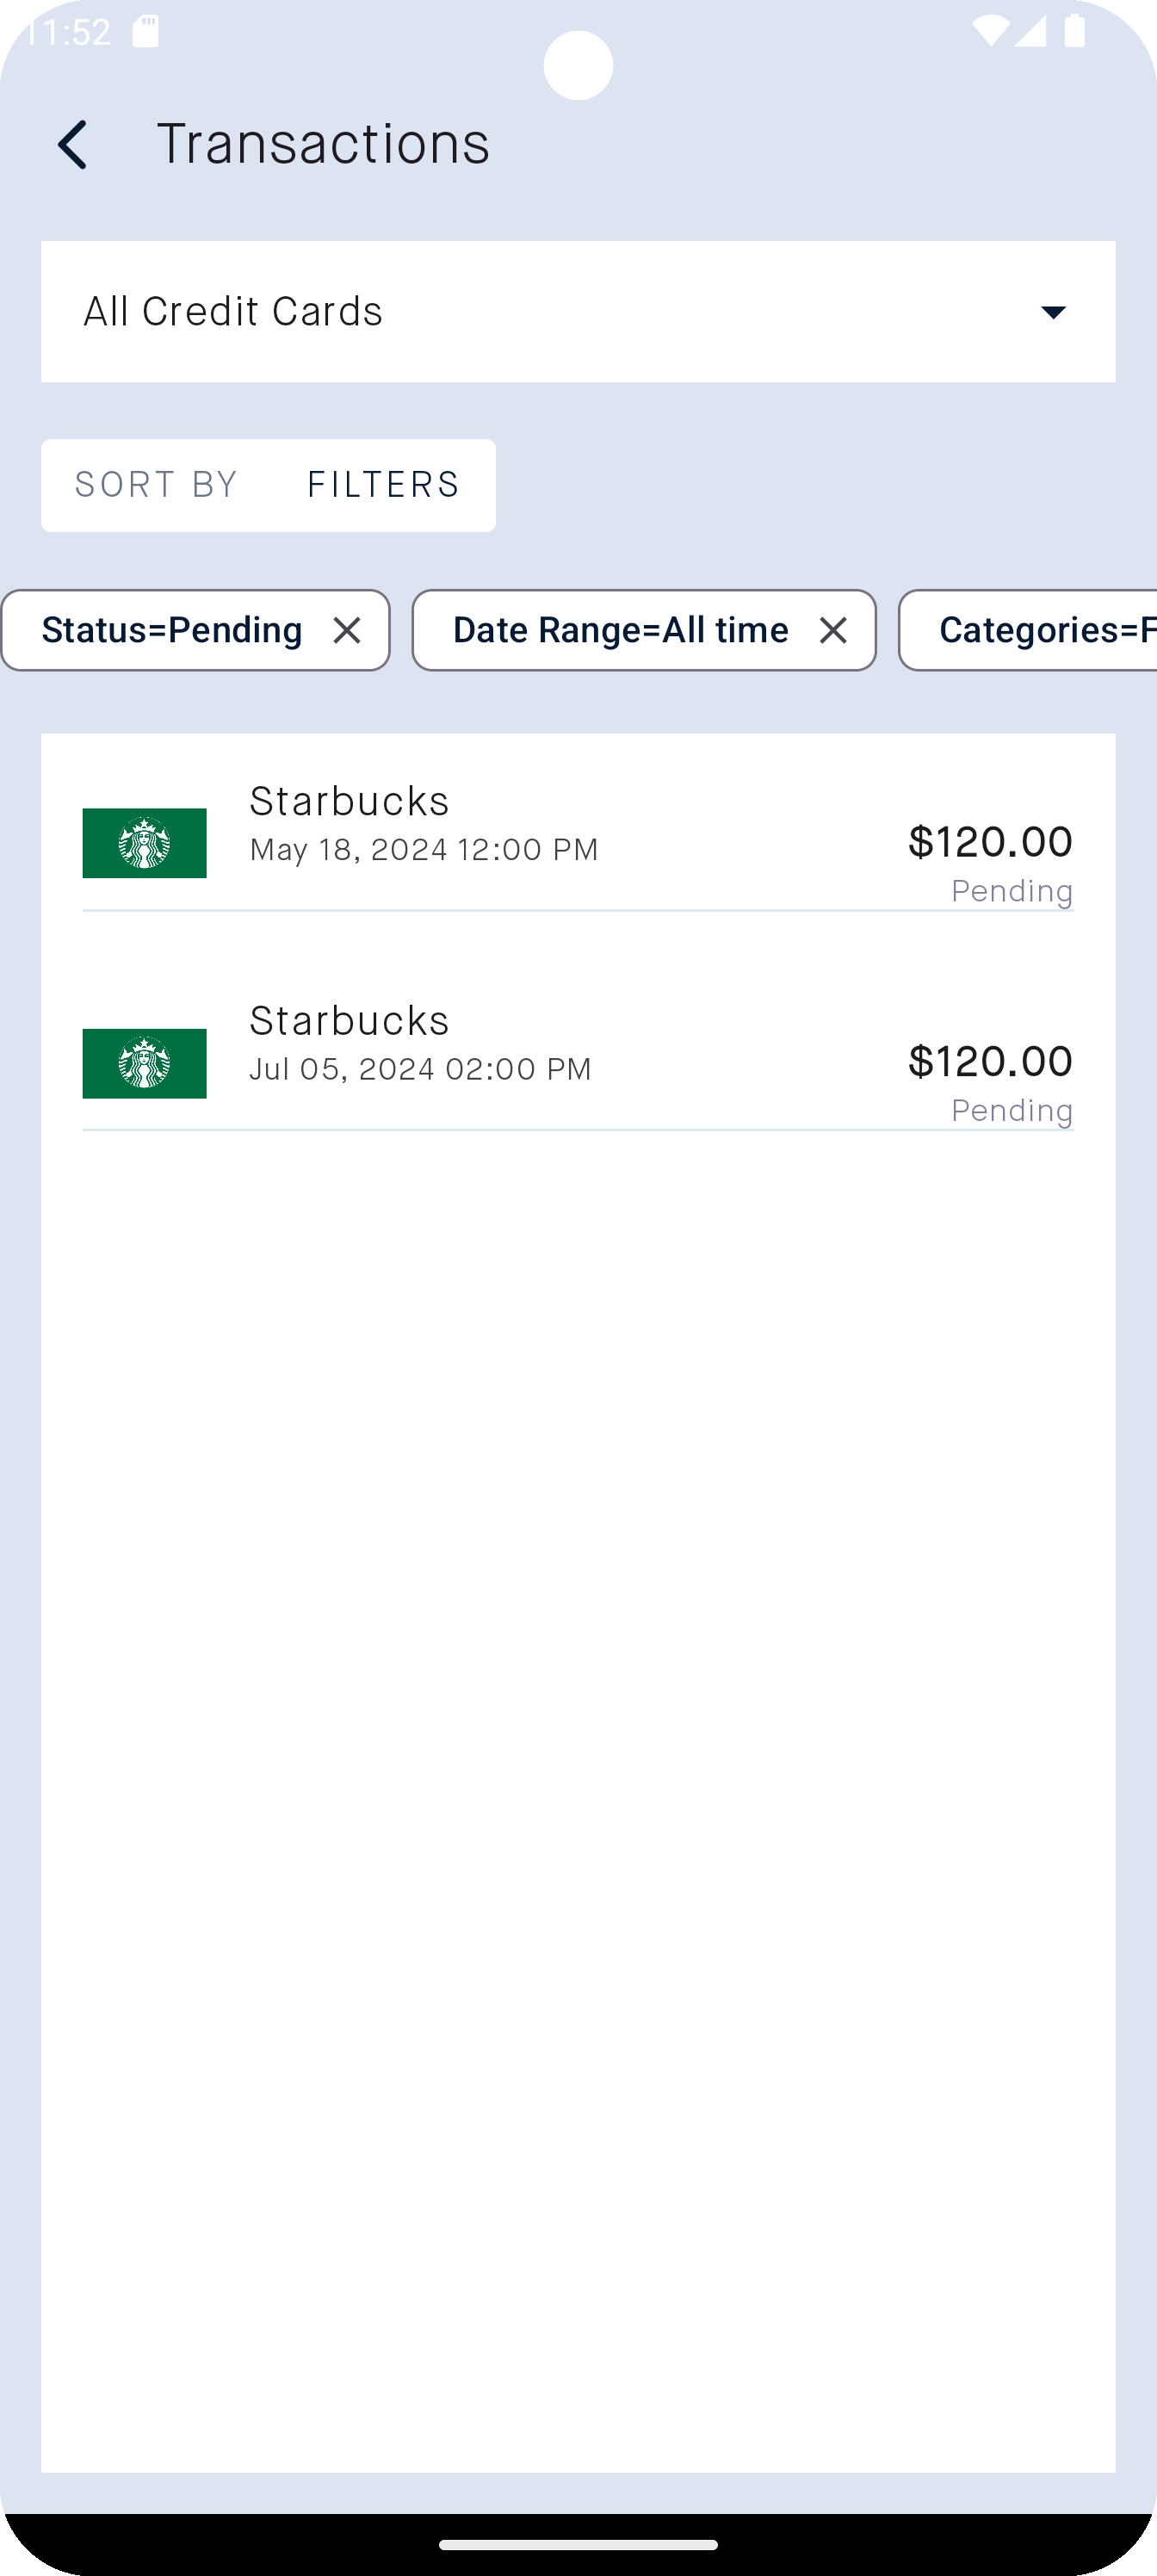 11:52
Transactions
All Credit Cards
SORT BY FILTERS
Status=Pending Date Range=All time Categories=F
Starbucks
May 18, 2024 12:00 PM
$120.00
Pending
Starbucks
Jul 05, 2024 02:00 PM
$120.00
Pending